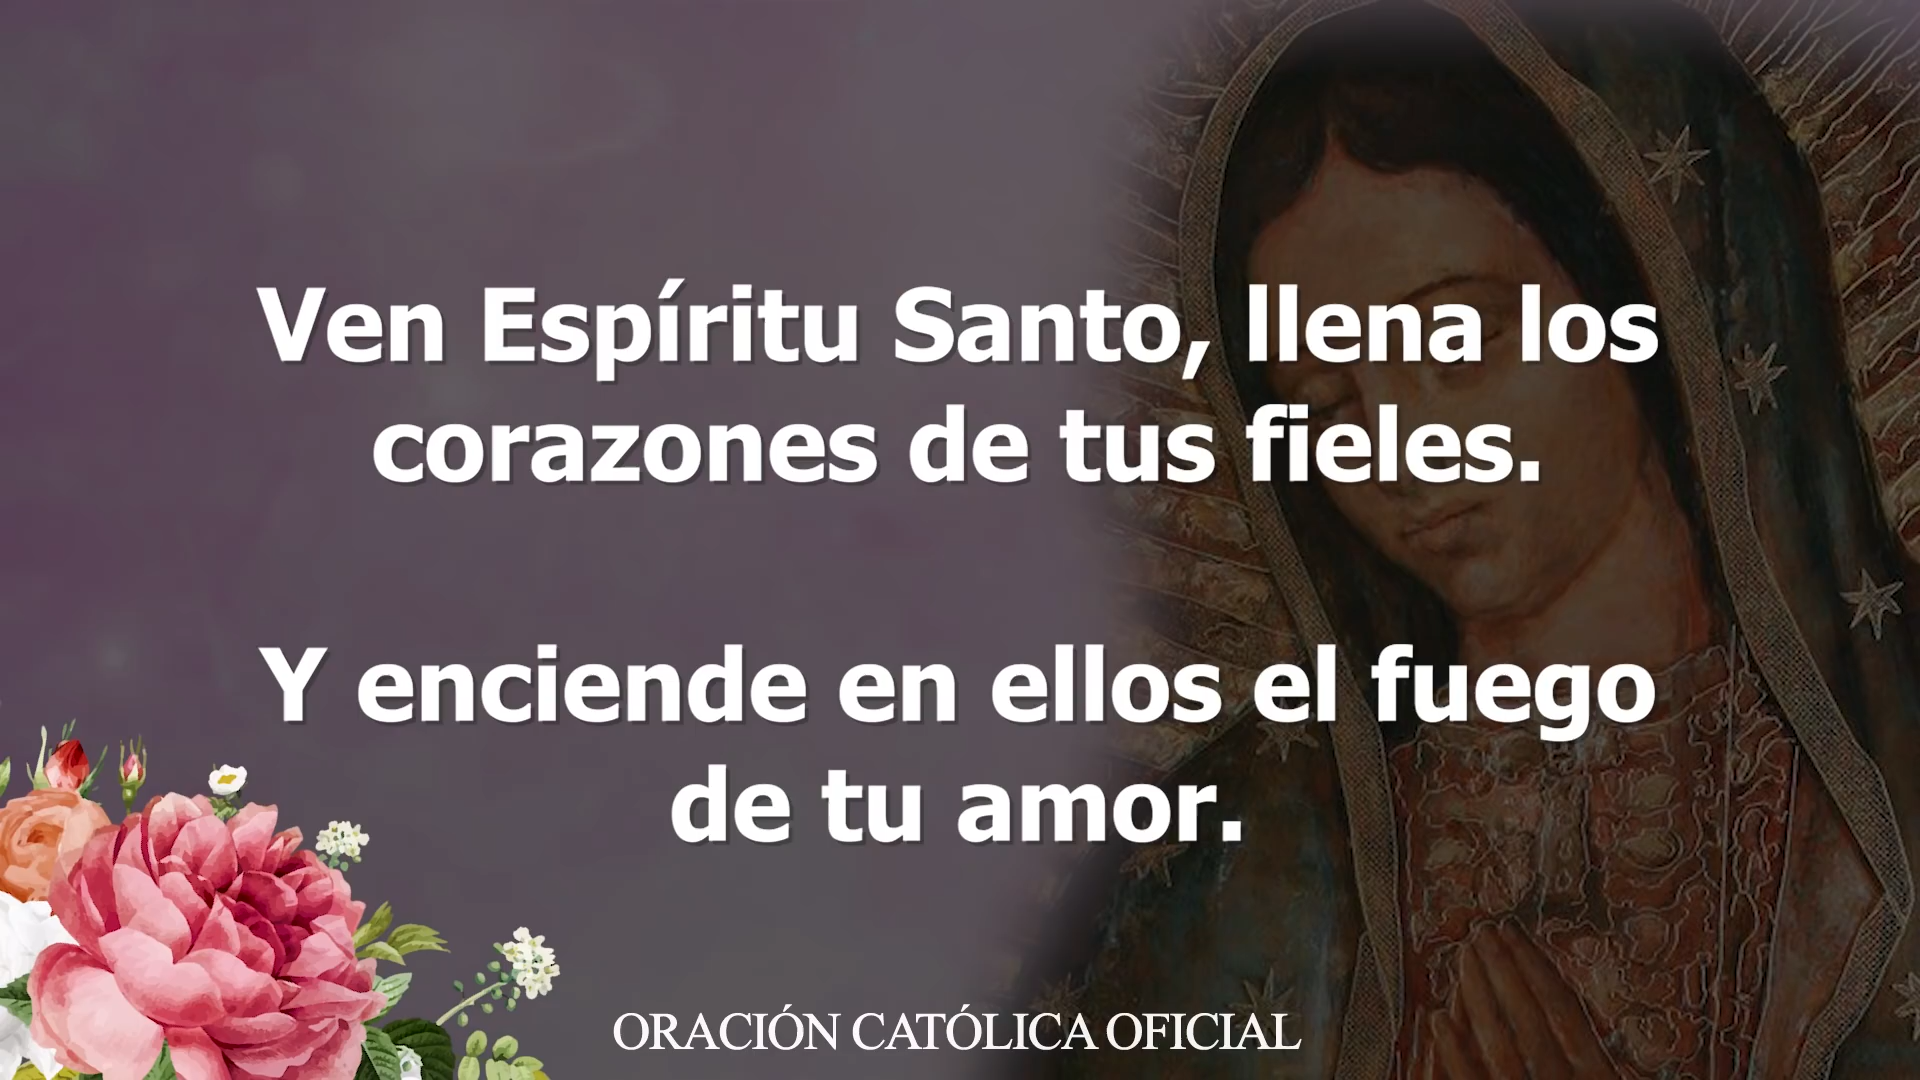 Ven Espíritu Santo, llena los
corazones de tus fieles.
Y enciende en ellos el fuego
de tu amor.
ORACIÓN CATÓLICA OFICIAL